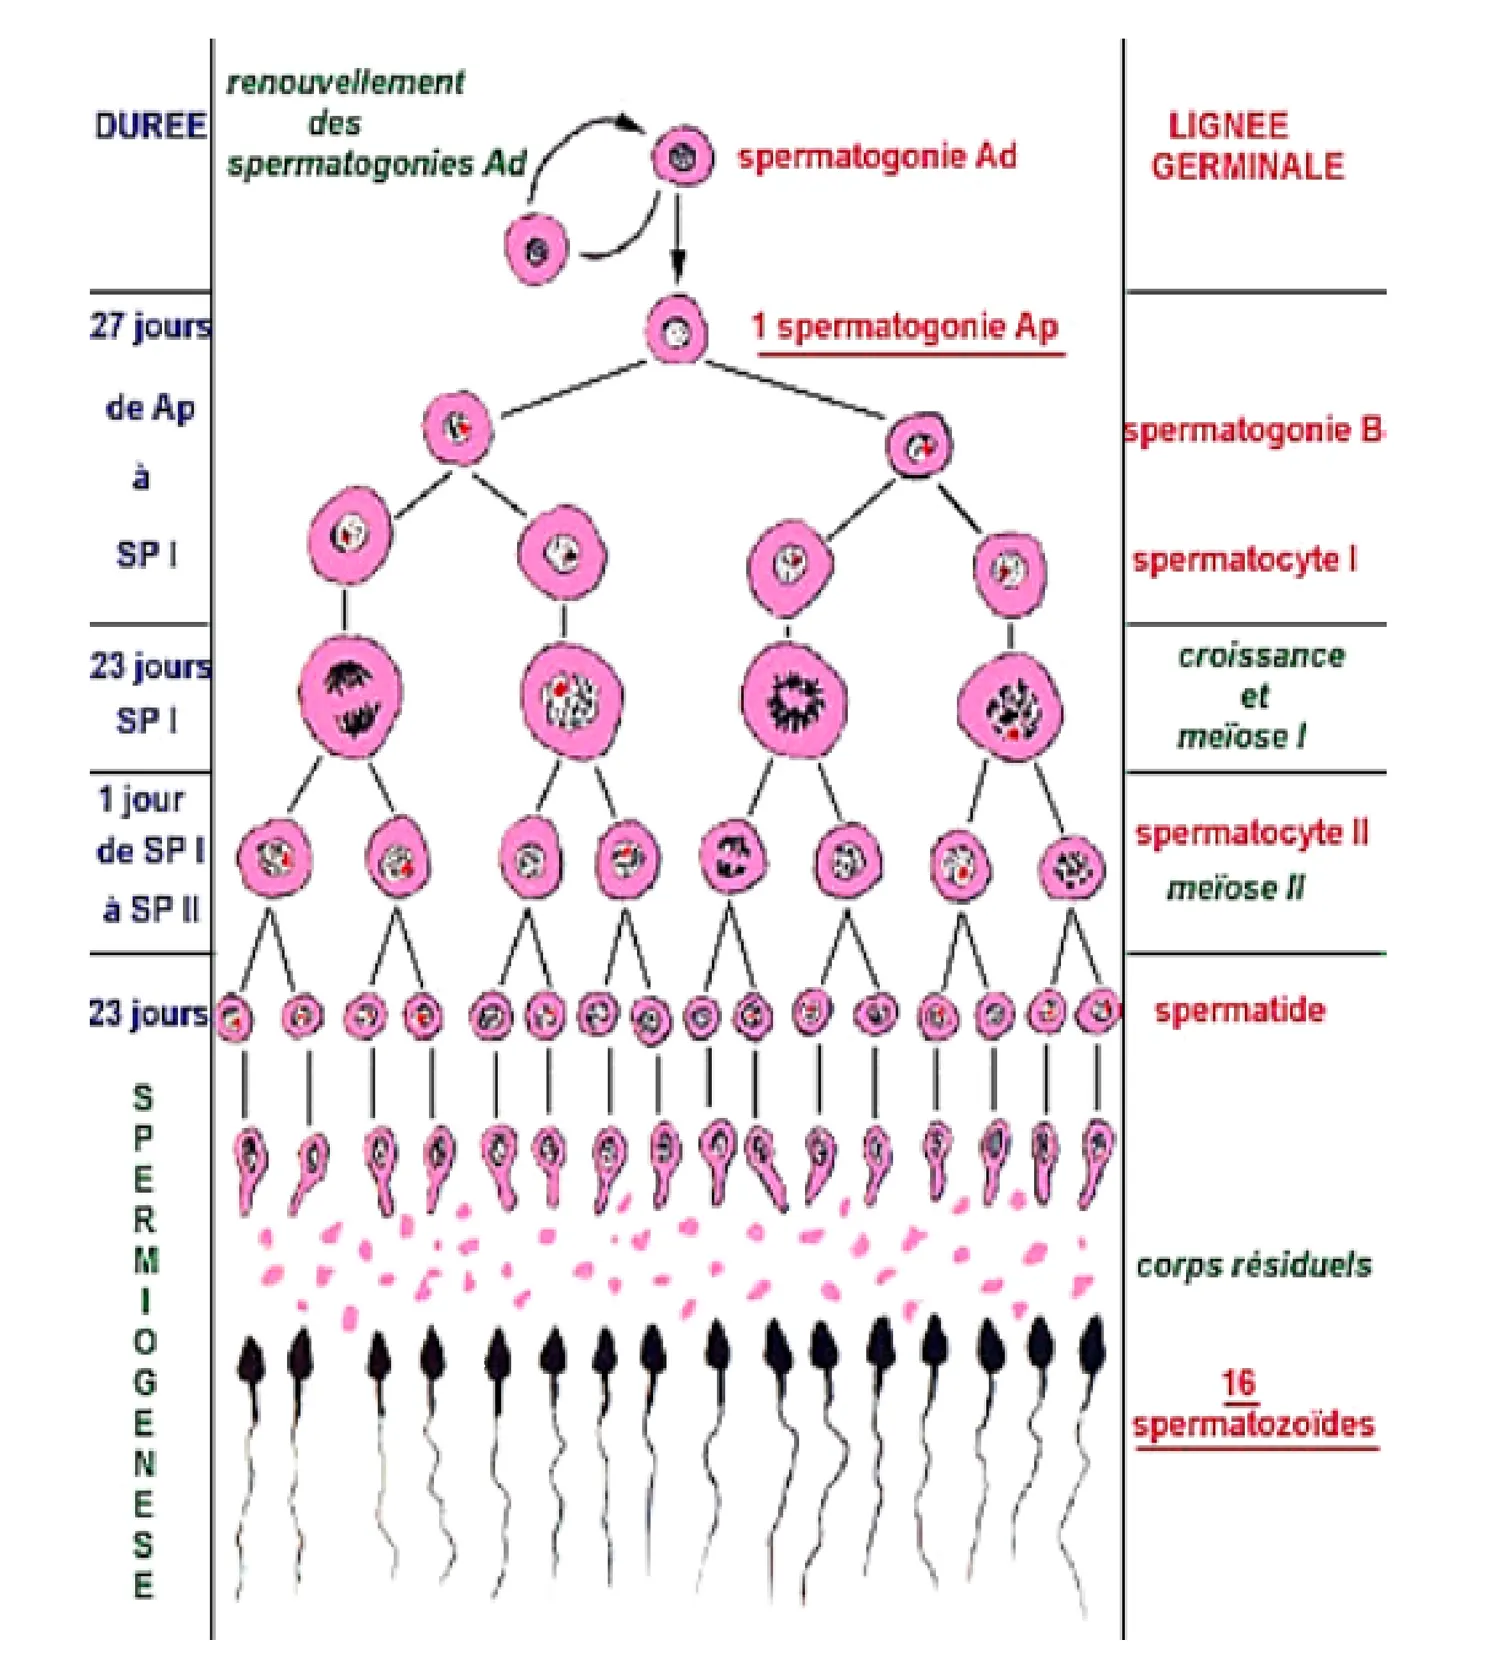 renouvellement
des
spermatogonies Ad
DUREE
spermatogonie Ad
LIGNEE
GERMINALE
27 jours
de Ap
à
SP I
1 spermatogonie Ap
spermatogonie B
spermatocyte I
23 jours
SP I
croissance
et
meïose I
1 jour
de SP I
à SP II
spermatocyte II
meïose II
23 jours
spermatide
S
P
E
R
M
I
O
G
E
N
E
S
E
corps résiduels
16
spermatozoïdes